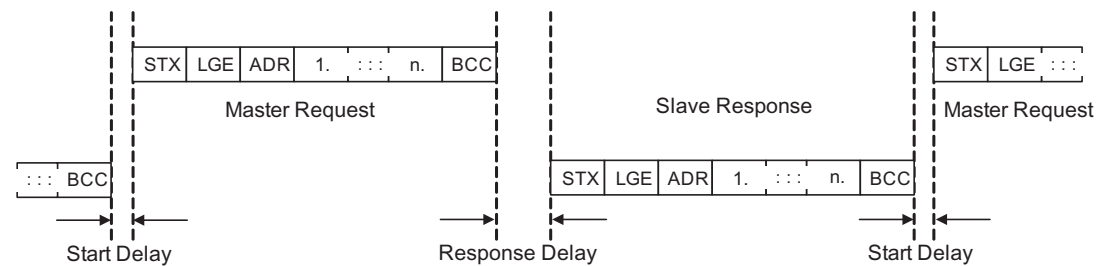 STX LGE ADR 1. : : : n. BCC STX LGE : : :
Master Request Slave Response Master Request
: : : BCC STX LGE ADR 1. : : : n. BCC
Start Delay Response Delay Start Delay